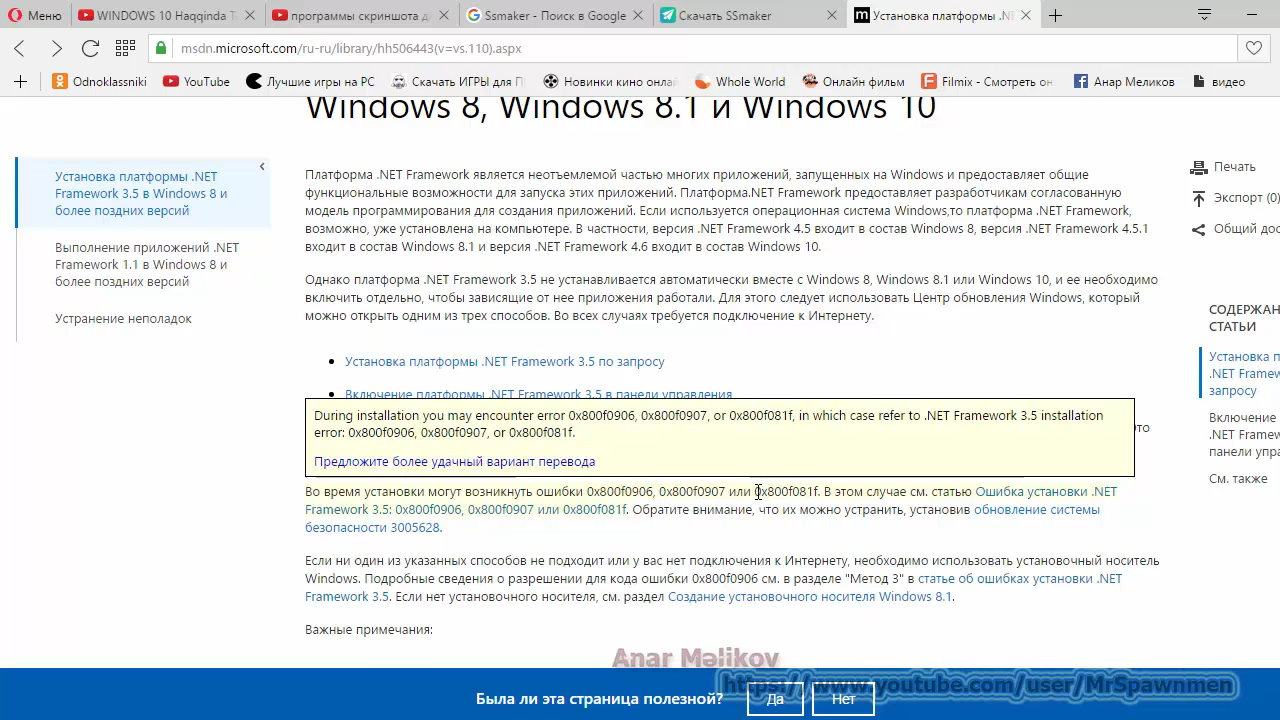 Меню
WINDOWS 10 Haqqinda
программы скриншота д
Ssmaker - Поиск в Google
Скачать SSmaker
Установка платформы .N
msdn.microsoft.com/ru-ru/library/hh506443(v=vs.110).aspx
Odnoklassniki
YouTube
Лучшие игры на PC
Скачать ИГРЫ для П
Новинки кино онла
Whole World
Онлайн фильм
Filmix - Смотреть он
Анар Меликов
видео
Windows 8, Windows 8.1 и Windows 10
Установка платформы .NET
Framework 3.5 в Windows 8 и
более поздних версий
Выполнение приложений .NET
Framework 1.1 в Windows 8 и
более поздних версий
Устранение неполадок
Платформа .NET Framework является неотъемлемой частью многих приложений, запущенных на Windows и предоставляет общие
функциональные возможности для запуска этих приложений. Платформа.NET Framework предоставляет разработчикам согласованную
модель программирования для создания приложений. Если используется операционная система Windows,то платформа .NET Framework,
возможно, уже установлена на компьютере. В частности, версия .NET Framework 4.5 входит в состав Windows 8, версия .NET Framework 4.5.1
входит в состав Windows 8.1 и версия .NET Framework 4.6 входит в состав Windows 10.
Однако платформа .NET Framework 3.5 не устанавливается автоматически вместе с Windows 8, Windows 8.1 или Windows 10, и ее необходимо
включить отдельно, чтобы зависящие от нее приложения работали. Для этого следует использовать Центр обновления Windows, который
можно открыть одним из трех способов. Во всех случаях требуется подключение к Интернету.
Установка платформы .NET Framework 3.5 по запросу
Включение платформы .NET Framework 3.5 в панели управления
During installation you may encounter error 0x800f0906, 0x800f0907, or 0x800f081f, in which case refer to .NET Framework 3.5 installation
error: 0x800f0906, 0x800f0907, or 0x800f081f.
Предложите более удачный вариант перевода
Во время установки могут возникнуть ошибки 0x800f0906, 0x800f0907 или 0x800f081f. В этом случае см. статью Ошибка установки .NET
Framework 3.5: 0x800f0906, 0x800f0907 или 0x800f081f. Обратите внимание, что их можно устранить, установив обновление системы
безопасности 3005628.
Если ни один из указанных способов не подходит или у вас нет подключения к Интернету, необходимо использовать установочный носитель
Windows. Подробные сведения о разрешении для кода ошибки 0x800f0906 см. в разделе "Метод 3" в статье об ошибках установки .NET
Framework 3.5. Если нет установочного носителя, см. раздел Создание установочного носителя Windows 8.1.
Важные примечания:
Печать
Экспорт (0)
Общий дос
СОДЕРЖАН
СТАТЬИ
Установка п
.NET Framew
запросу
Включение
.NET Framew
панели упра
См. также
Anar Məlikov
https://www.youtube.com/user/MrSpawnmen
Была ли эта страница полезной?
Да
Нет